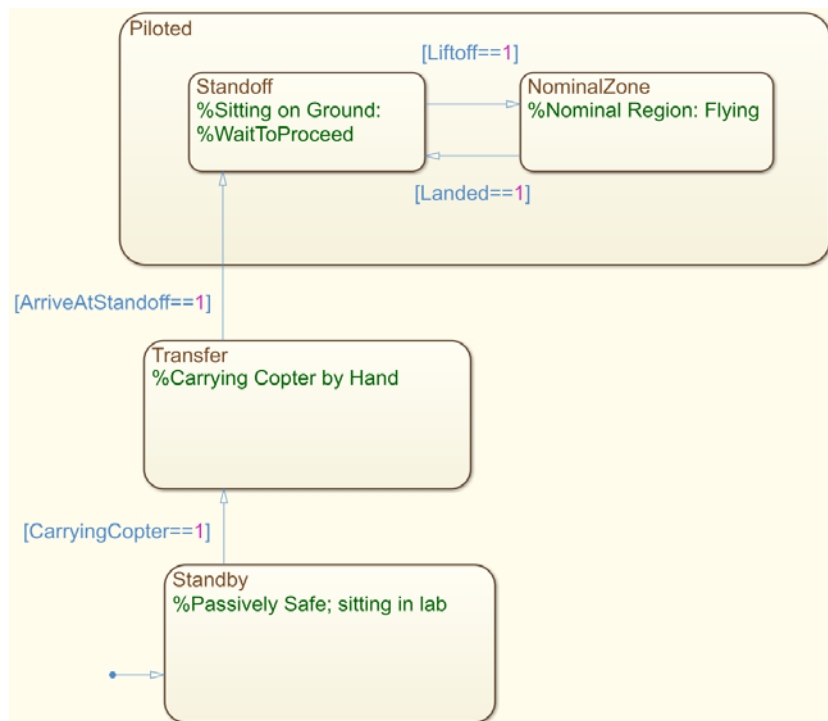 Piloted
[Liftoff==1]
Standoff
%Sitting on Ground:
%WaitToProceed
NominalZone
%Nominal Region: Flying
[Landed==1]
[ArriveAtStandoff==1]
Transfer
%Carrying Copter by Hand
[CarryingCopter==1]
Standby
%Passively Safe; sitting in lab